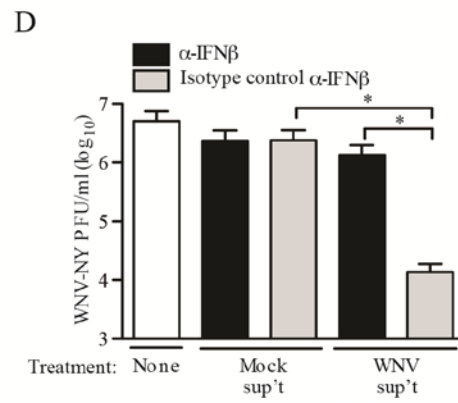 D
α-IFNβ
Isotype control α-IFNβ
* 
*
7
6
5
4
3
WNV-NY PFU/ml (log10)
Treatment: None Mock sup't WNV sup't